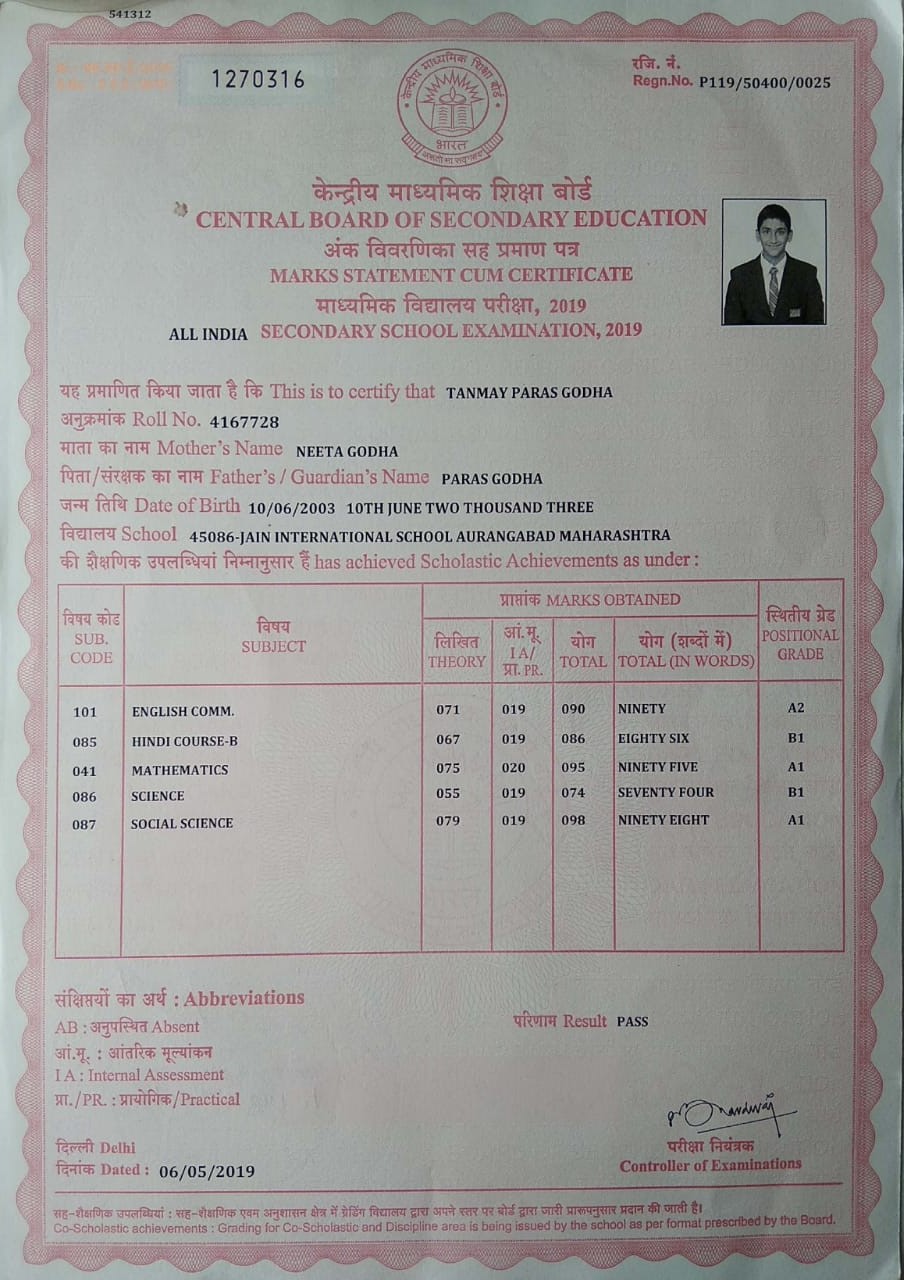 541312
1270316
रजि. नं.
Regn.No. P119/50400/0025
केन्द्रीय माध्यमिक शिक्षा बोर्ड
भारत
असतो मा सद्गमय
केन्द्रीय माध्यमिक शिक्षा बोर्ड
CENTRAL BOARD OF SECONDARY EDUCATION
अंक विवरणिका सह प्रमाण पत्र
MARKS STATEMENT CUM CERTIFICATE
माध्यमिक विद्यालय परीक्षा, 2019
ALL INDIA SECONDARY SCHOOL EXAMINATION, 2019
यह प्रमाणित किया जाता है कि This is to certify that TANMAY PARAS GODHA
अनुक्रमांक Roll No. 4167728
माता का नाम Mother's Name NEETA GODHA
पिता/संरक्षक का नाम Father's / Guardian's Name PARAS GODHA
जन्म तिथि Date of Birth 10/06/2003 10TH JUNE TWO THOUSAND THREE
विद्यालय School 45086-JAIN INTERNATIONAL SCHOOL AURANGABAD MAHARASHTRA
की शैक्षणिक उपलब्धियां निम्नानुसार हैं has achieved Scholastic Achievements as under :
विषय कोड
SUB.
CODE
विषय
SUBJECT
प्राप्तांक MARKS OBTAINED
लिखित
THEORY
आं.मू.
I A/
प्रा. PR.
योग
TOTAL
योग (शब्दों में)
TOTAL (IN WORDS)
स्थितीय ग्रेड
POSITIONAL
GRADE
101 ENGLISH COMM. 071 019 090 NINETY A2
085 HINDI COURSE-B 067 019 086 EIGHTY SIX B1
041 MATHEMATICS 075 020 095 NINETY FIVE A1
086 SCIENCE 055 019 074 SEVENTY FOUR B1
087 SOCIAL SCIENCE 079 019 098 NINETY EIGHT A1
संक्षिप्तियों का अर्थ : Abbreviations
AB : अनुपस्थित Absent
परिणाम Result PASS
आं.मू. : आंतरिक मूल्यांकन
I A : Internal Assessment
प्रा./PR. : प्रायोगिक/Practical
दिल्ली Delhi
दिनांक Dated : 06/05/2019
परीक्षा नियंत्रक
Controller of Examinations
सह-शैक्षणिक उपलब्धियां : सह-शैक्षणिक एवम अनुशासन क्षेत्र में ग्रेडिंग विद्यालय द्वारा अपने स्तर पर बोर्ड द्वारा जारी प्रारूपनुसार प्रदान की जाती है।
Co-Scholastic achievements : Grading for Co-Scholastic and Discipline area is being issued by the school as per format prescribed by the Board.